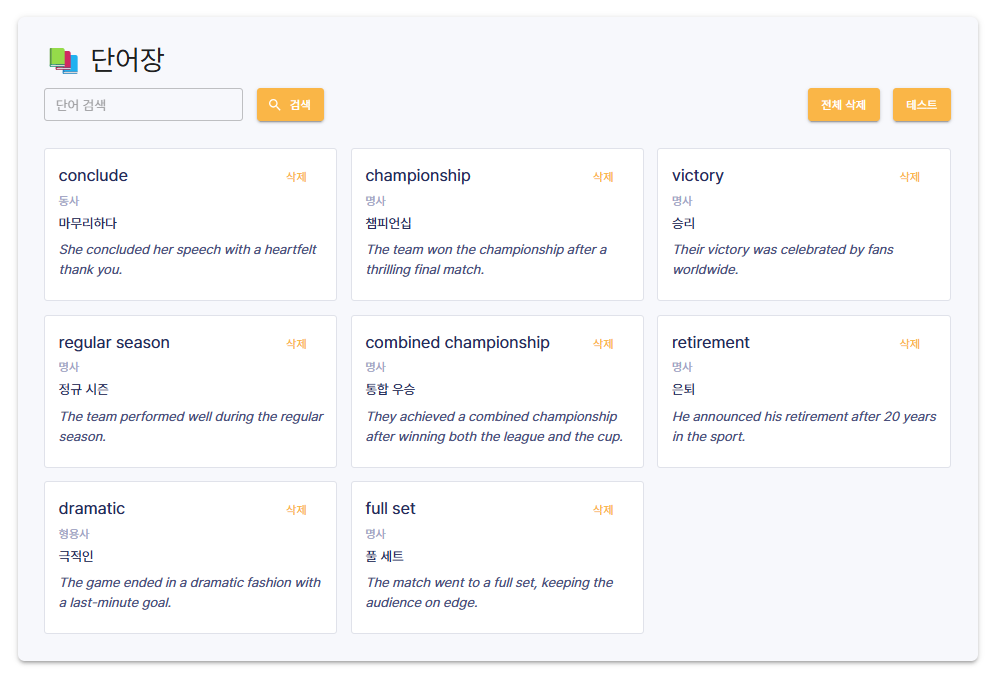 단어장
단어 검색
검색
전체 삭제
테스트
conclude
삭제
동사
마무리하다
She concluded her speech with a heartfelt
thank you.
championship
삭제
명사
챔피언십
The team won the championship after a
thrilling final match.
victory
삭제
명사
승리
Their victory was celebrated by fans
worldwide.
regular season
삭제
명사
정규 시즌
The team performed well during the regular
season.
combined championship
삭제
명사
통합 우승
They achieved a combined championship
after winning both the league and the cup.
retirement
삭제
명사
은퇴
He announced his retirement after 20 years
in the sport.
dramatic
삭제
형용사
극적인
The game ended in a dramatic fashion with
a last-minute goal.
full set
삭제
명사
풀 세트
The match went to a full set, keeping the
audience on edge.